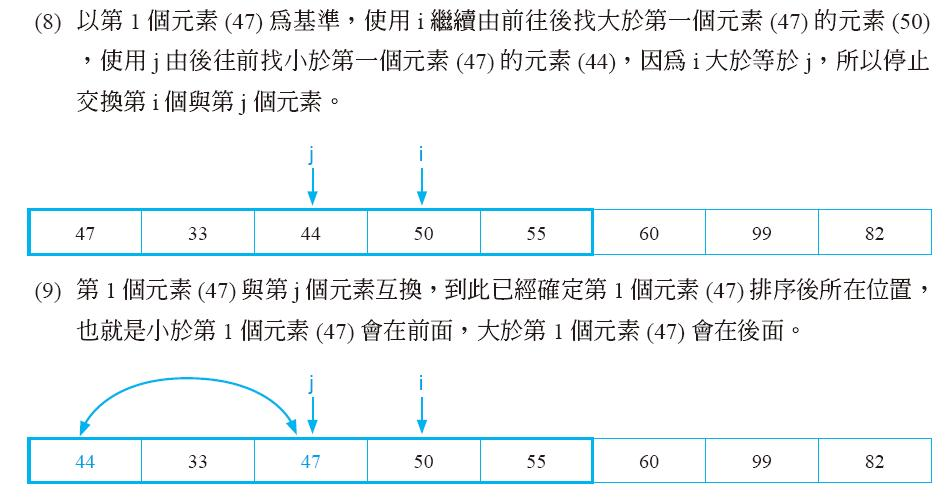 (8) 以第 1 個元素 (47) 爲基準，使用 i 繼續由前往後找大於第一個元素 (47) 的元素 (50)
，使用 j 由後往前找小於第一個元素 (47) 的元素 (44)，因爲 i 大於等於 j，所以停止
交換第 i 個與第 j 個元素。
j i
47 33 44 50 55 60 99 82
(9) 第 1 個元素 (47) 與第 j 個元素互換，到此已經確定第 1 個元素 (47) 排序後所在位置，
也就是小於第 1 個元素 (47) 會在前面，大於第 1 個元素 (47) 會在後面。
j i
44 33 47 50 55 60 99 82